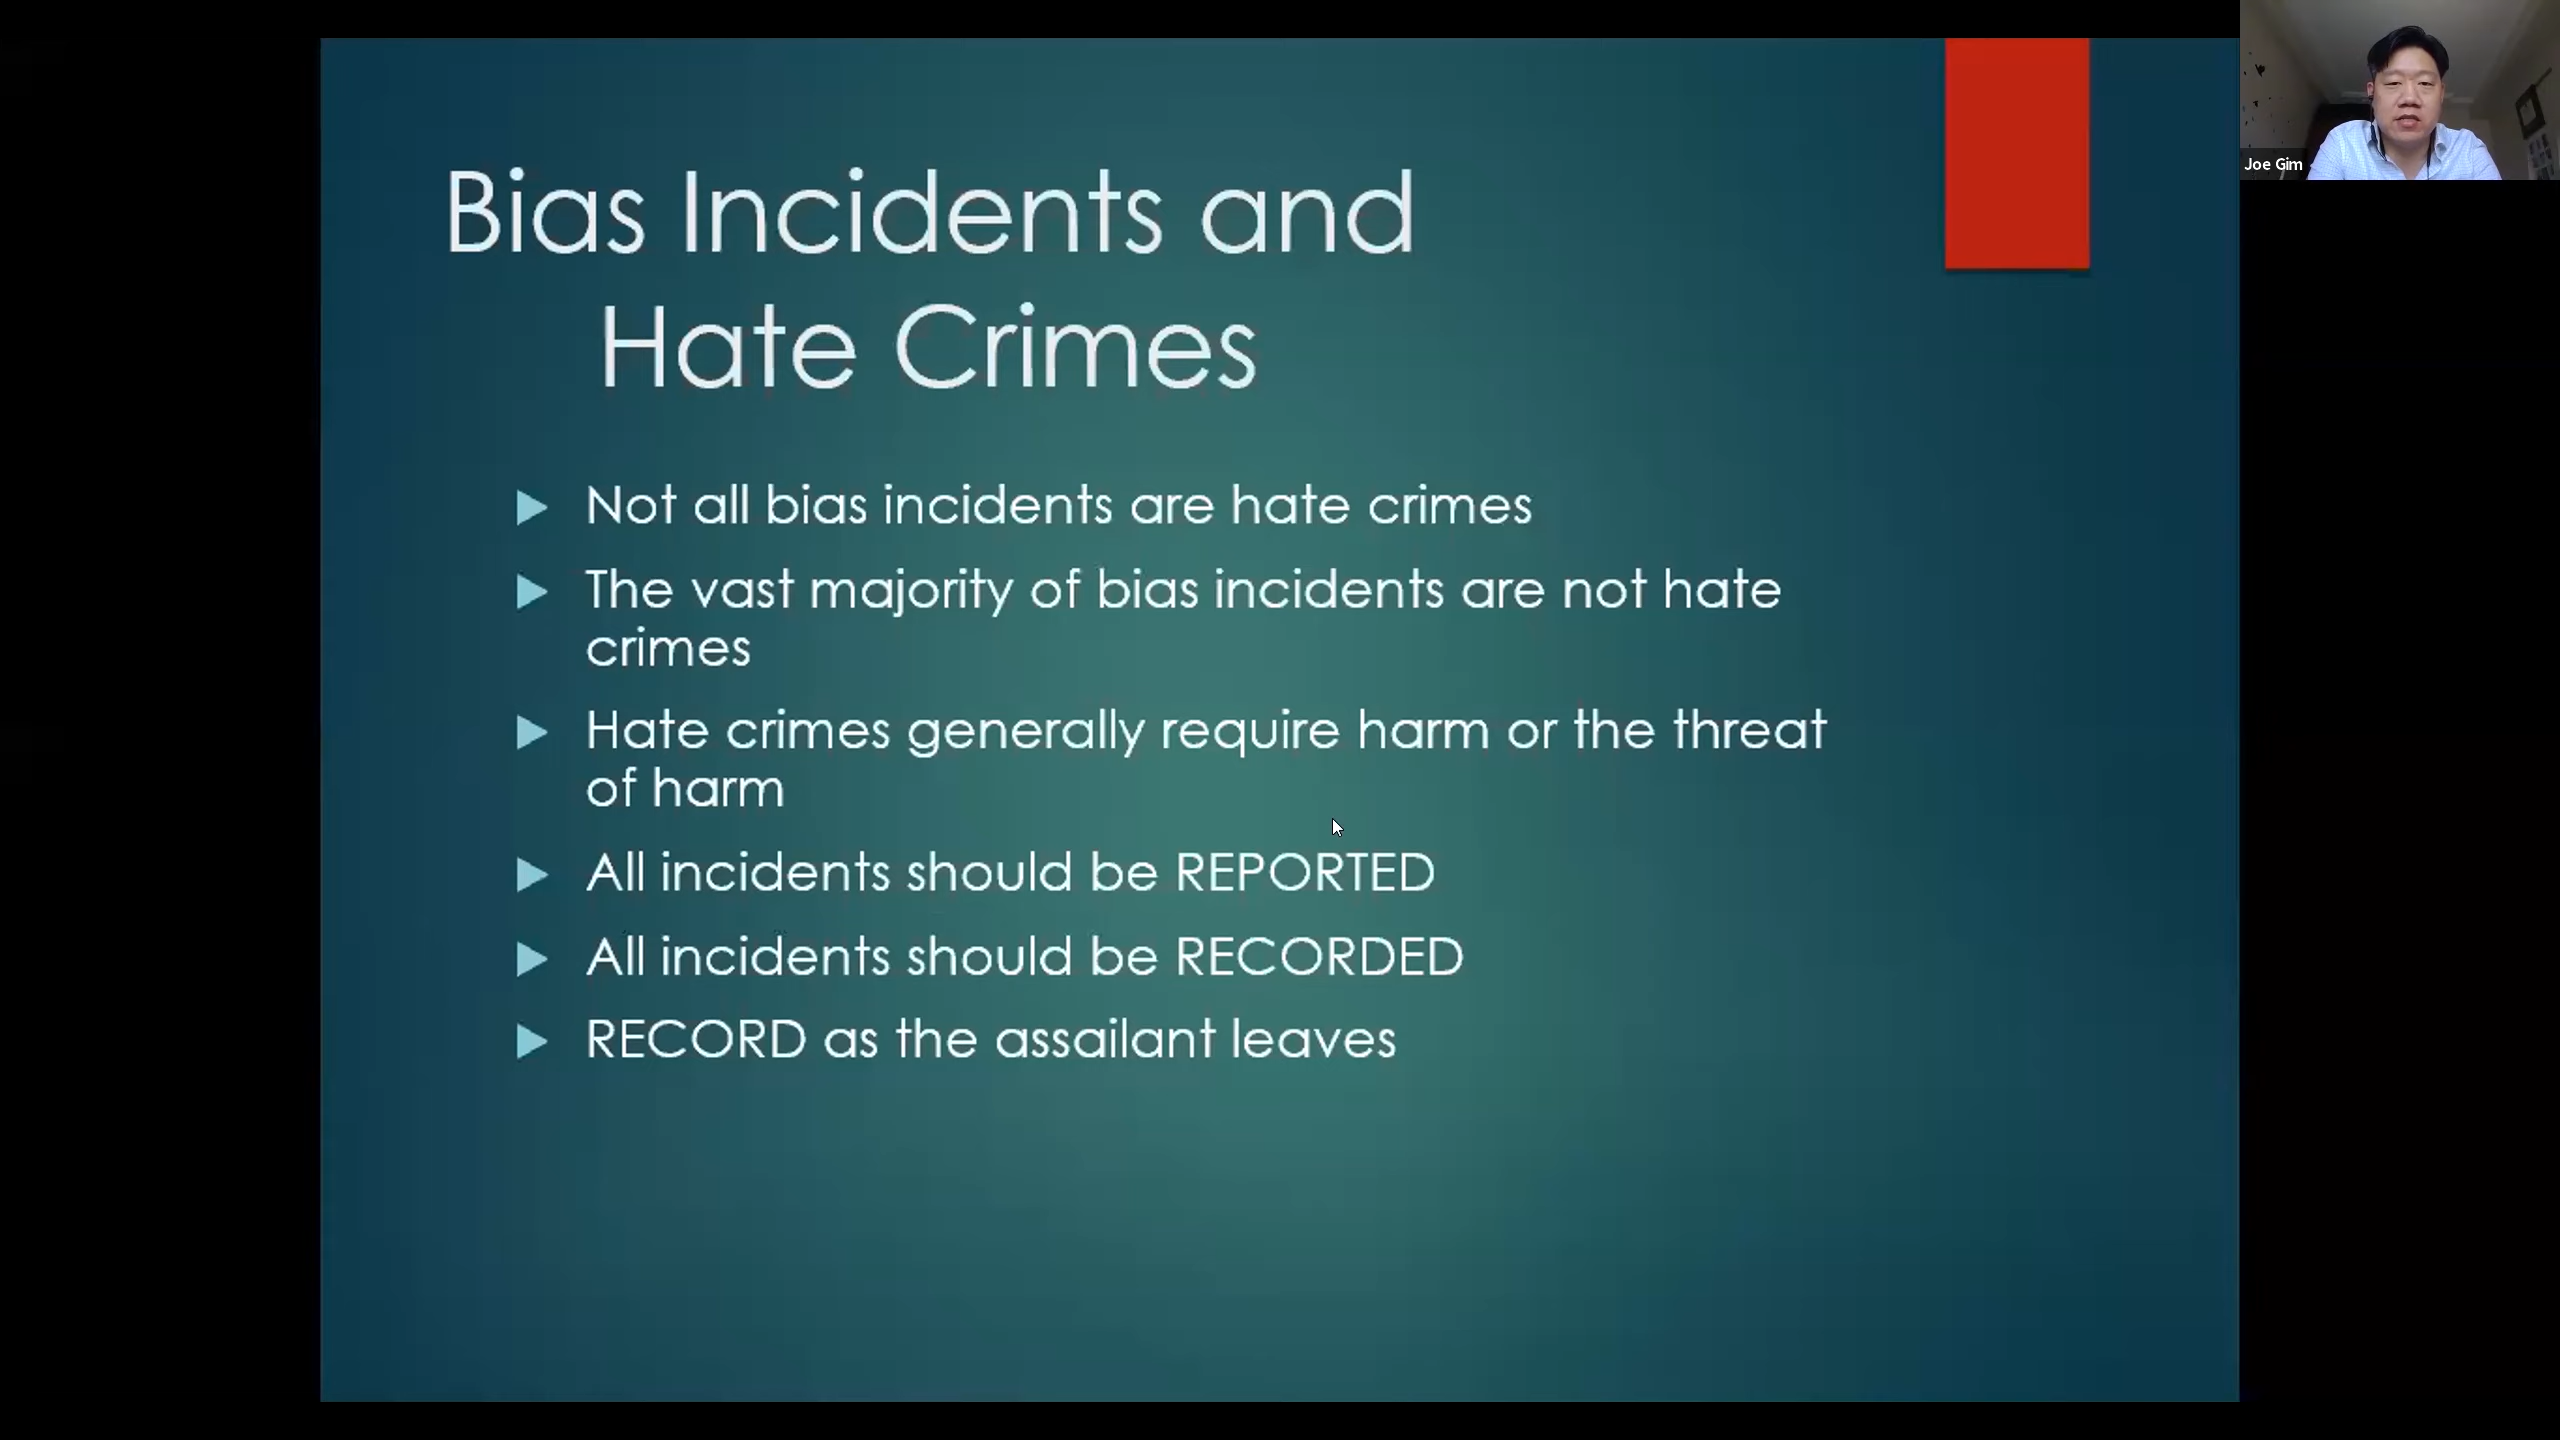 Bias Incidents and
Hate Crimes
Not all bias incidents are hate crimes
The vast majority of bias incidents are not hate
crimes
Hate crimes generally require harm or the threat
of harm
All incidents should be REPORTED
All incidents should be RECORDED
RECORD as the assailant leaves
Joe Gim